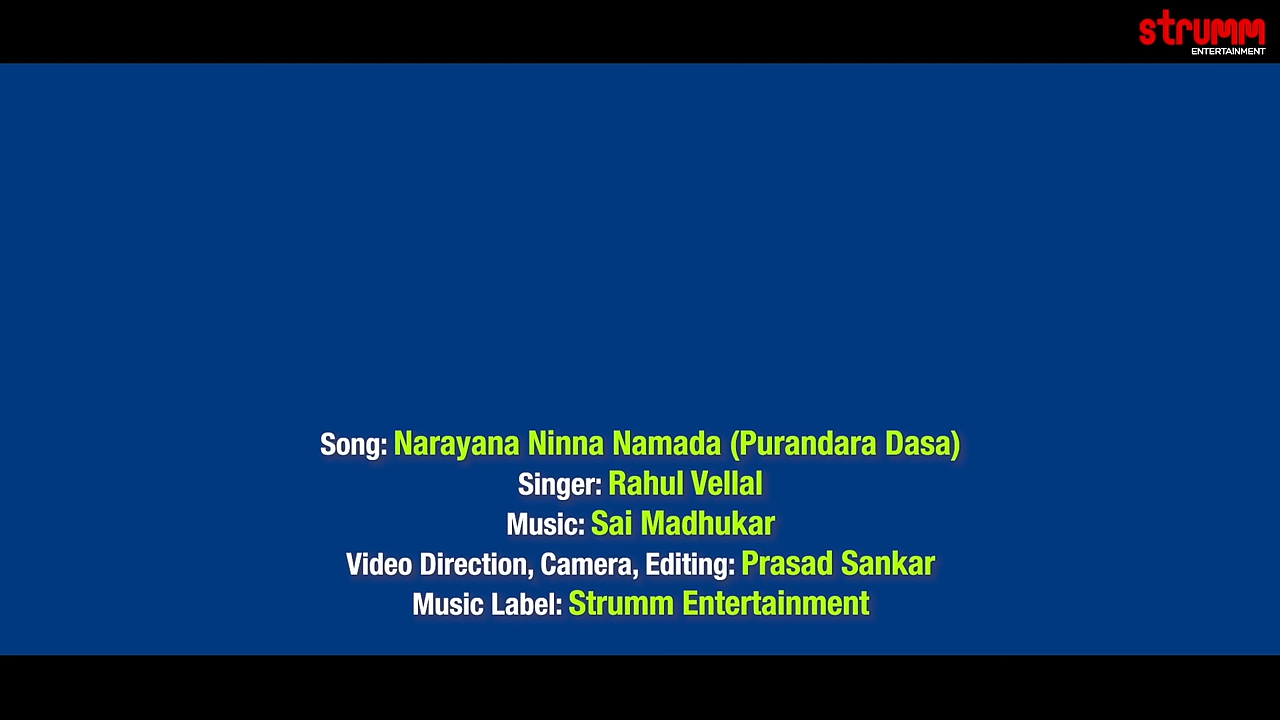 strumm
ENTERTAINMENT
Song: Narayana Ninna Namada (Purandara Dasa)
Singer: Rahul Vellal
Music: Sai Madhukar
Video Direction, Camera, Editing: Prasad Sankar
Music Label: Strumm Entertainment